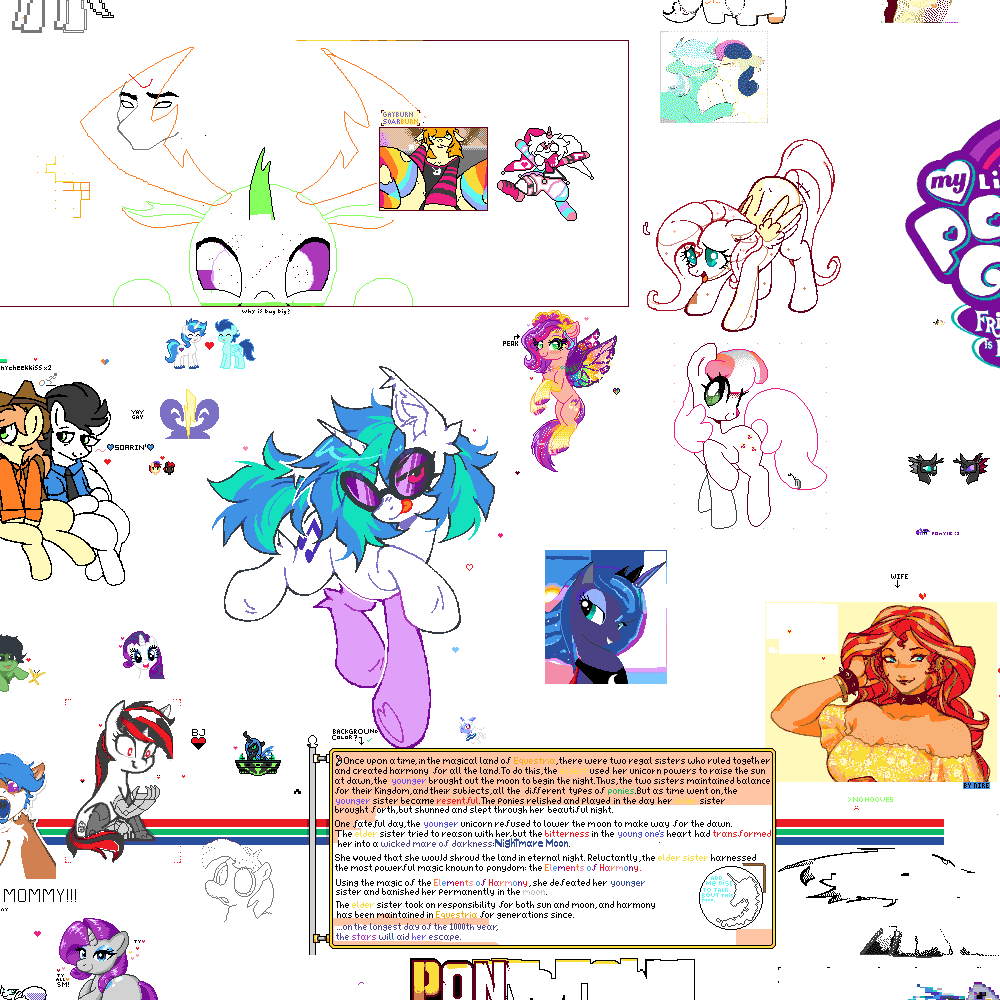 GAYBURN
SOARBURN
my Li
PO
FRI
IS
Why is bug big?
PEAK
nycheekkiss x2
YAY
GAY
SOARIN'
PONYIE :3
WIFE
BJ
BACKGROUND
COLOR?
BY NIRE
>NO HOOVES
Once upon a time, in the magical land of Equestria, there were two regal sisters who ruled together
and created harmony for all the land. To do this, the used her unicorn powers to raise the sun
at dawn, the younger brought out the moon to begin the night. Thus, the two sisters maintained balance
for their Kingdom, and their subjects, all the different types of ponies. But as time went on, the
younger sister became resentful. The Ponies relished and played in the day her sister
brought forth, but shunned and slept through her beautiful night.
One fateful day, the younger unicorn refused to lower the moon to make way for the dawn.
The elder sister tried to reason with her, but the bitterness in the young one's heart had transformed
her into a wicked mare of darkness: Nightmare Moon.
She vowed that she would shroud the land in eternal night. Reluctantly, the elder sister harnessed
the most powerful magic known to ponydom: the Elements of Harmony.
Using the magic of the Elements of Harmony, she defeated her younger
sister and banished her permanently in the moon.
The elder sister took on responsibility for both sun and moon, and harmony
has been maintained in Equestria for generations since.
...on the longest day of the 1000th year,
the stars will aid her escape.
MOMMY!!!
TY
TY
ALL
SM!
PON